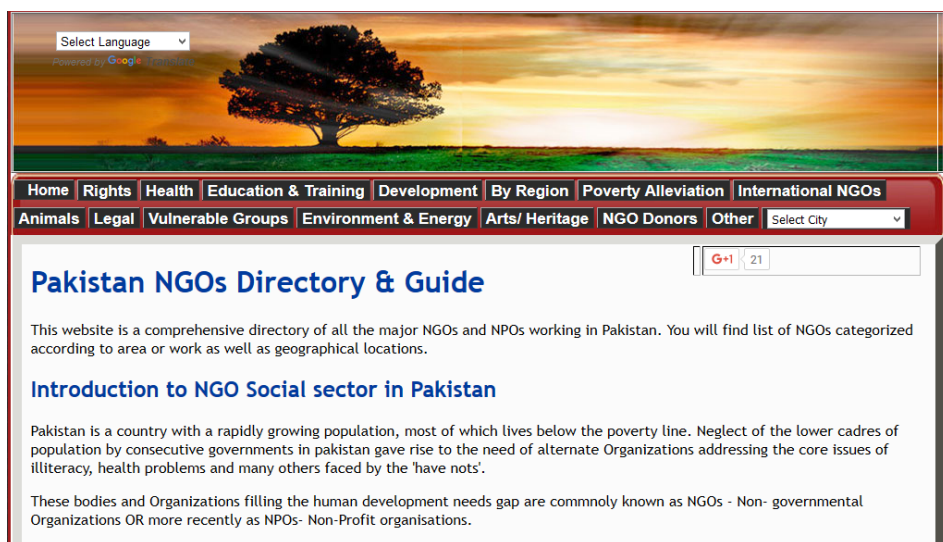 Select Language
Powered by Google Translate
Home Rights Health Education & Training Development By Region Poverty Alleviation International NGOs
Animals Legal Vulnerable Groups Environment & Energy Arts/ Heritage NGO Donors Other Select City
G+1 21
Pakistan NGOs Directory & Guide
This website is a comprehensive directory of all the major NGOs and NPOs working in Pakistan. You will find list of NGOs categorized
according to area or work as well as geographical locations.
Introduction to NGO Social sector in Pakistan
Pakistan is a country with a rapidly growing population, most of which lives below the poverty line. Neglect of the lower cadres of
population by consecutive governments in pakistan gave rise to the need of alternate Organizations addressing the core issues of
illiteracy, health problems and many others faced by the 'have nots'.
These bodies and Organizations filling the human development needs gap are commnoly known as NGOs - Non- governmental
Organizations OR more recently as NPOs- Non-Profit organisations.